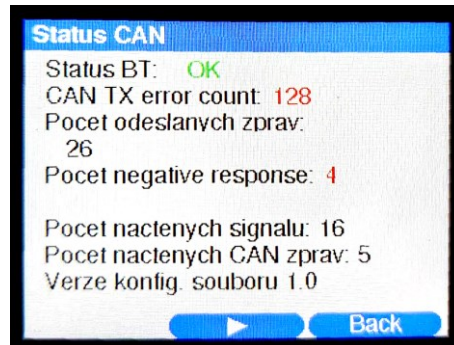 Status CAN
Status BT: OK
CAN TX error count: 128
Pocet odeslanych zprav:
26
Pocet negative response: 4
Pocet nactenych signalu: 16
Pocet nactenych CAN zprav: 5
Verze konfig. souboru 1.0
Back